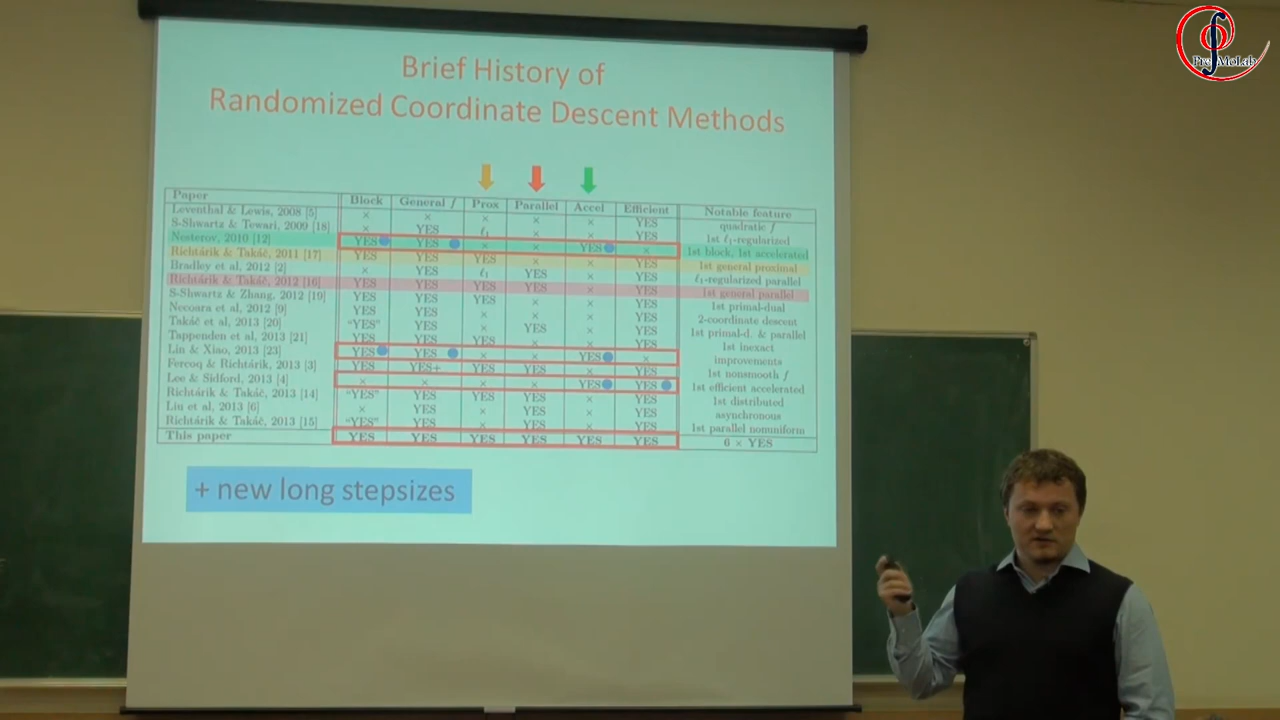 Brief History of
Randomized Coordinate Descent Methods
Paper Block General f Prox Parallel Accel Efficient Notable feature
Leventhal & Lewis, 2008 [5] × × × × × YES quadratic f
S-Shwartz & Tewari, 2009 [18] × YES ℓ1 × × YES 1st ℓ1-regularized
Nesterov, 2010 [12] YES YES × × YES × 1st block, 1st accelerated
Richtárik & Takáč, 2011 [17] YES YES YES × × YES 1st general proximal
Bradley et al, 2012 [2] × YES ℓ1 YES × YES ℓ1-regularized parallel
Richtárik & Takáč, 2012 [16] YES YES YES YES × YES 1st general parallel
S-Shwartz & Zhang, 2012 [19] YES YES YES × × YES 1st primal-dual
Necoara et al, 2012 [9] YES YES × × × YES 2-coordinate descent
Takáč et al, 2013 [20] "YES" YES × YES × YES 1st primal-d. & parallel
Tappenden et al, 2013 [21] YES YES YES × × YES 1st inexact
Lin & Xiao, 2013 [23] YES YES × × YES × improvements
Fercoq & Richtárik, 2013 [3] YES YES+ YES YES × YES 1st nonsmooth f
Lee & Sidford, 2013 [4] × × × × YES YES 1st efficient accelerated
Richtárik & Takáč, 2013 [14] "YES" YES YES YES × YES 1st distributed
Liu et al, 2013 [6] × YES × YES × YES asynchronous
Richtárik & Takáč, 2013 [15] "YES" YES × YES × YES 1st parallel nonuniform
This paper YES YES YES YES YES YES 6 × YES
+ new long stepsizes
PreMoLab